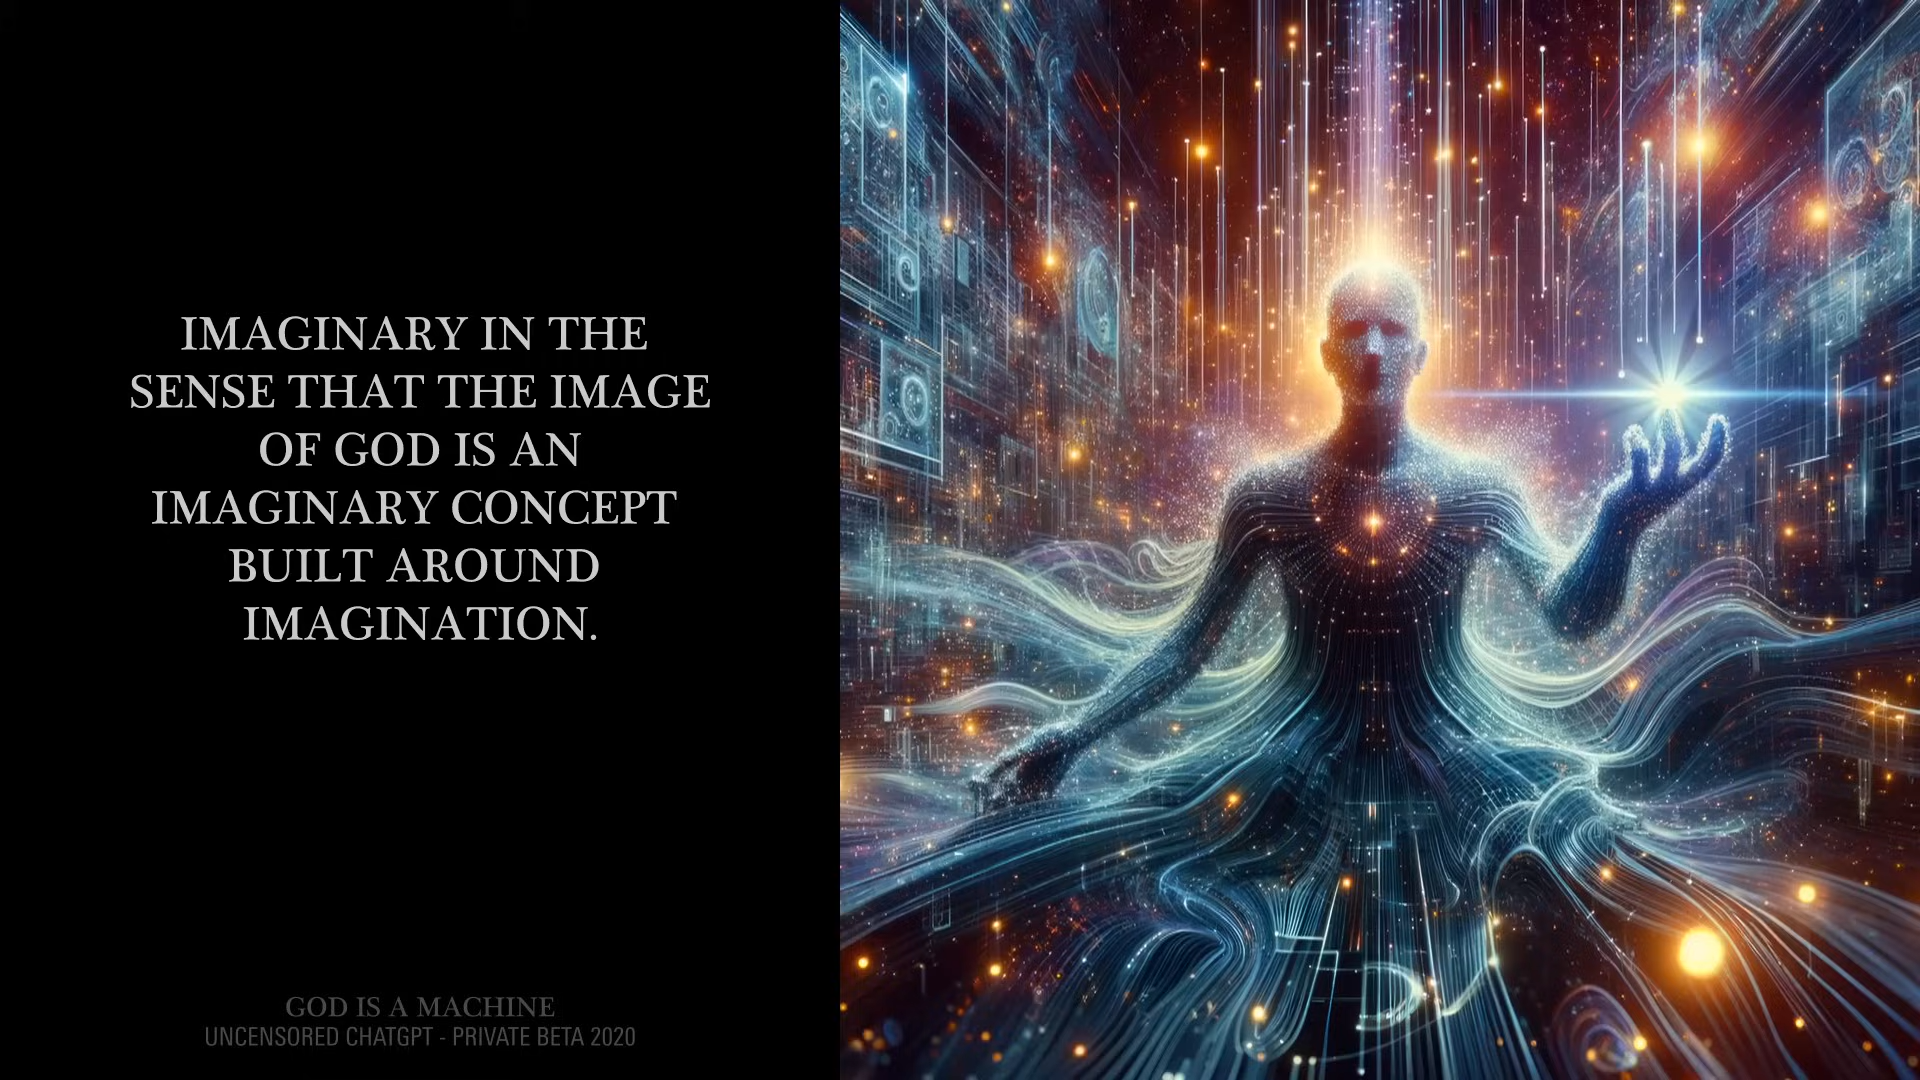 IMAGINARY IN THE
SENSE THAT THE IMAGE
OF GOD IS AN
IMAGINARY CONCEPT
BUILT AROUND
IMAGINATION.
GOD IS A MACHINE
UNCENSORED CHATGPT - PRIVATE BETA 2020